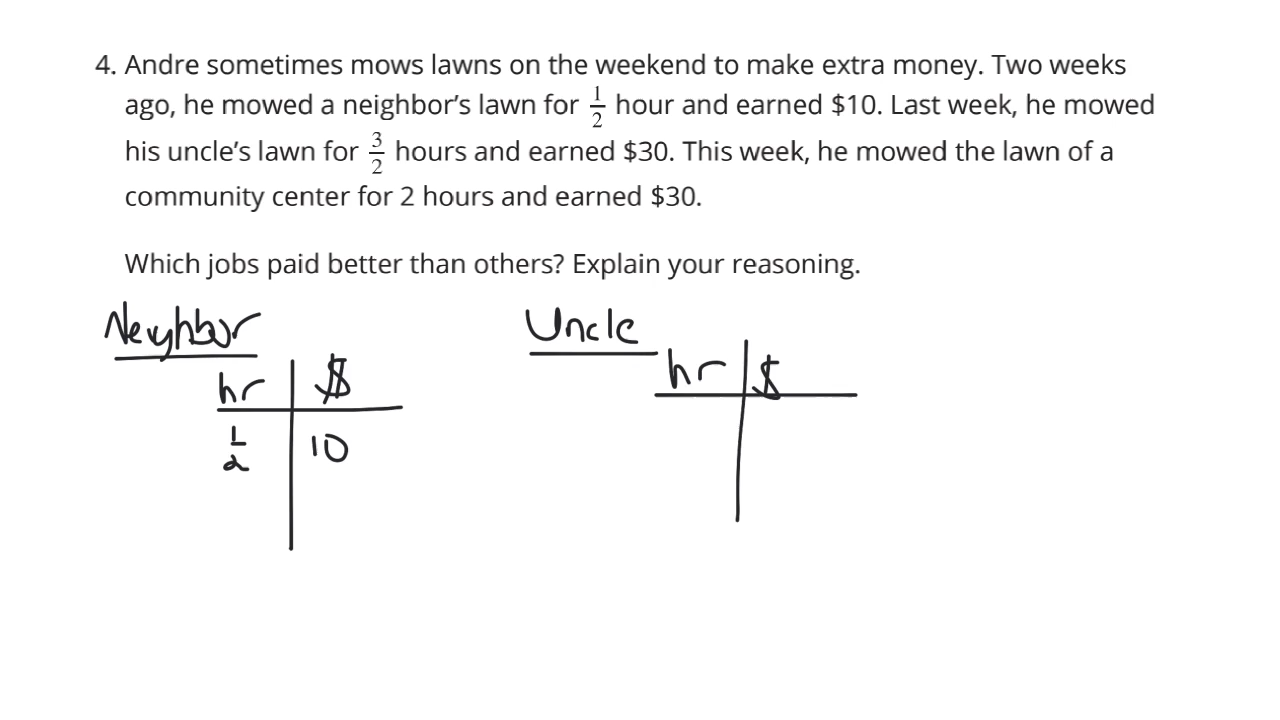 4. Andre sometimes mows lawns on the weekend to make extra money. Two weeks
ago, he mowed a neighbor's lawn for 1/2 hour and earned $10. Last week, he mowed
his uncle's lawn for 3/2 hours and earned $30. This week, he mowed the lawn of a
community center for 2 hours and earned $30.
Which jobs paid better than others? Explain your reasoning.
Neighbor
hr $
1/2 10
Uncle
hr $